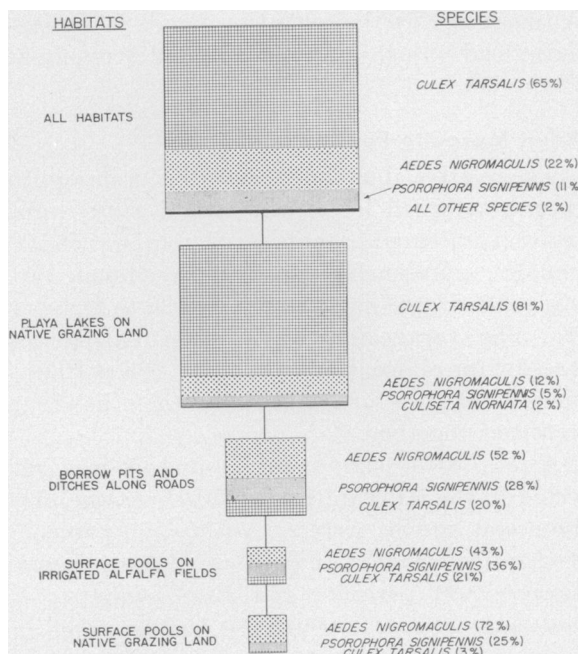 HABITATS
SPECIES
ALL HABITATS
CULEX TARSALIS (65%)
AEDES NIGROMACULIS (22%)
PSOROPHORA SIGNIPENNIS (11%
ALL OTHER SPECIES (2%)
PLAYA LAKES ON
NATIVE GRAZING LAND
CULEX TARSALIS (81%)
AEDES NIGROMACULIS (12%)
PSOROPHORA SIGNIPENNIS (5%)
CULISETA INORNATA (2%)
BORROW PITS AND
DITCHES ALONG ROADS
AEDES NIGROMACULIS (52%)
PSOROPHORA SIGNIPENNIS (28%)
CULEX TARSALIS (20%)
SURFACE POOLS ON
IRRIGATED ALFALFA FIELDS
AEDES NIGROMACULIS (43%)
PSOROPHORA SIGNIPENNIS (36%)
CULEX TARSALIS (21%)
SURFACE POOLS ON
NATIVE GRAZING LAND
AEDES NIGROMACULIS (72%)
PSOROPHORA SIGNIPENNIS (25%)
CULEX TARSALIS (3%)